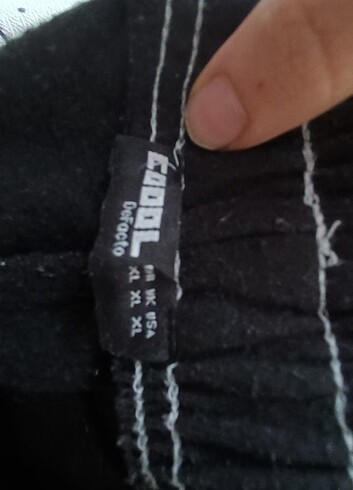 COOOL
DeFacto
FR UK USA
XL XL XL